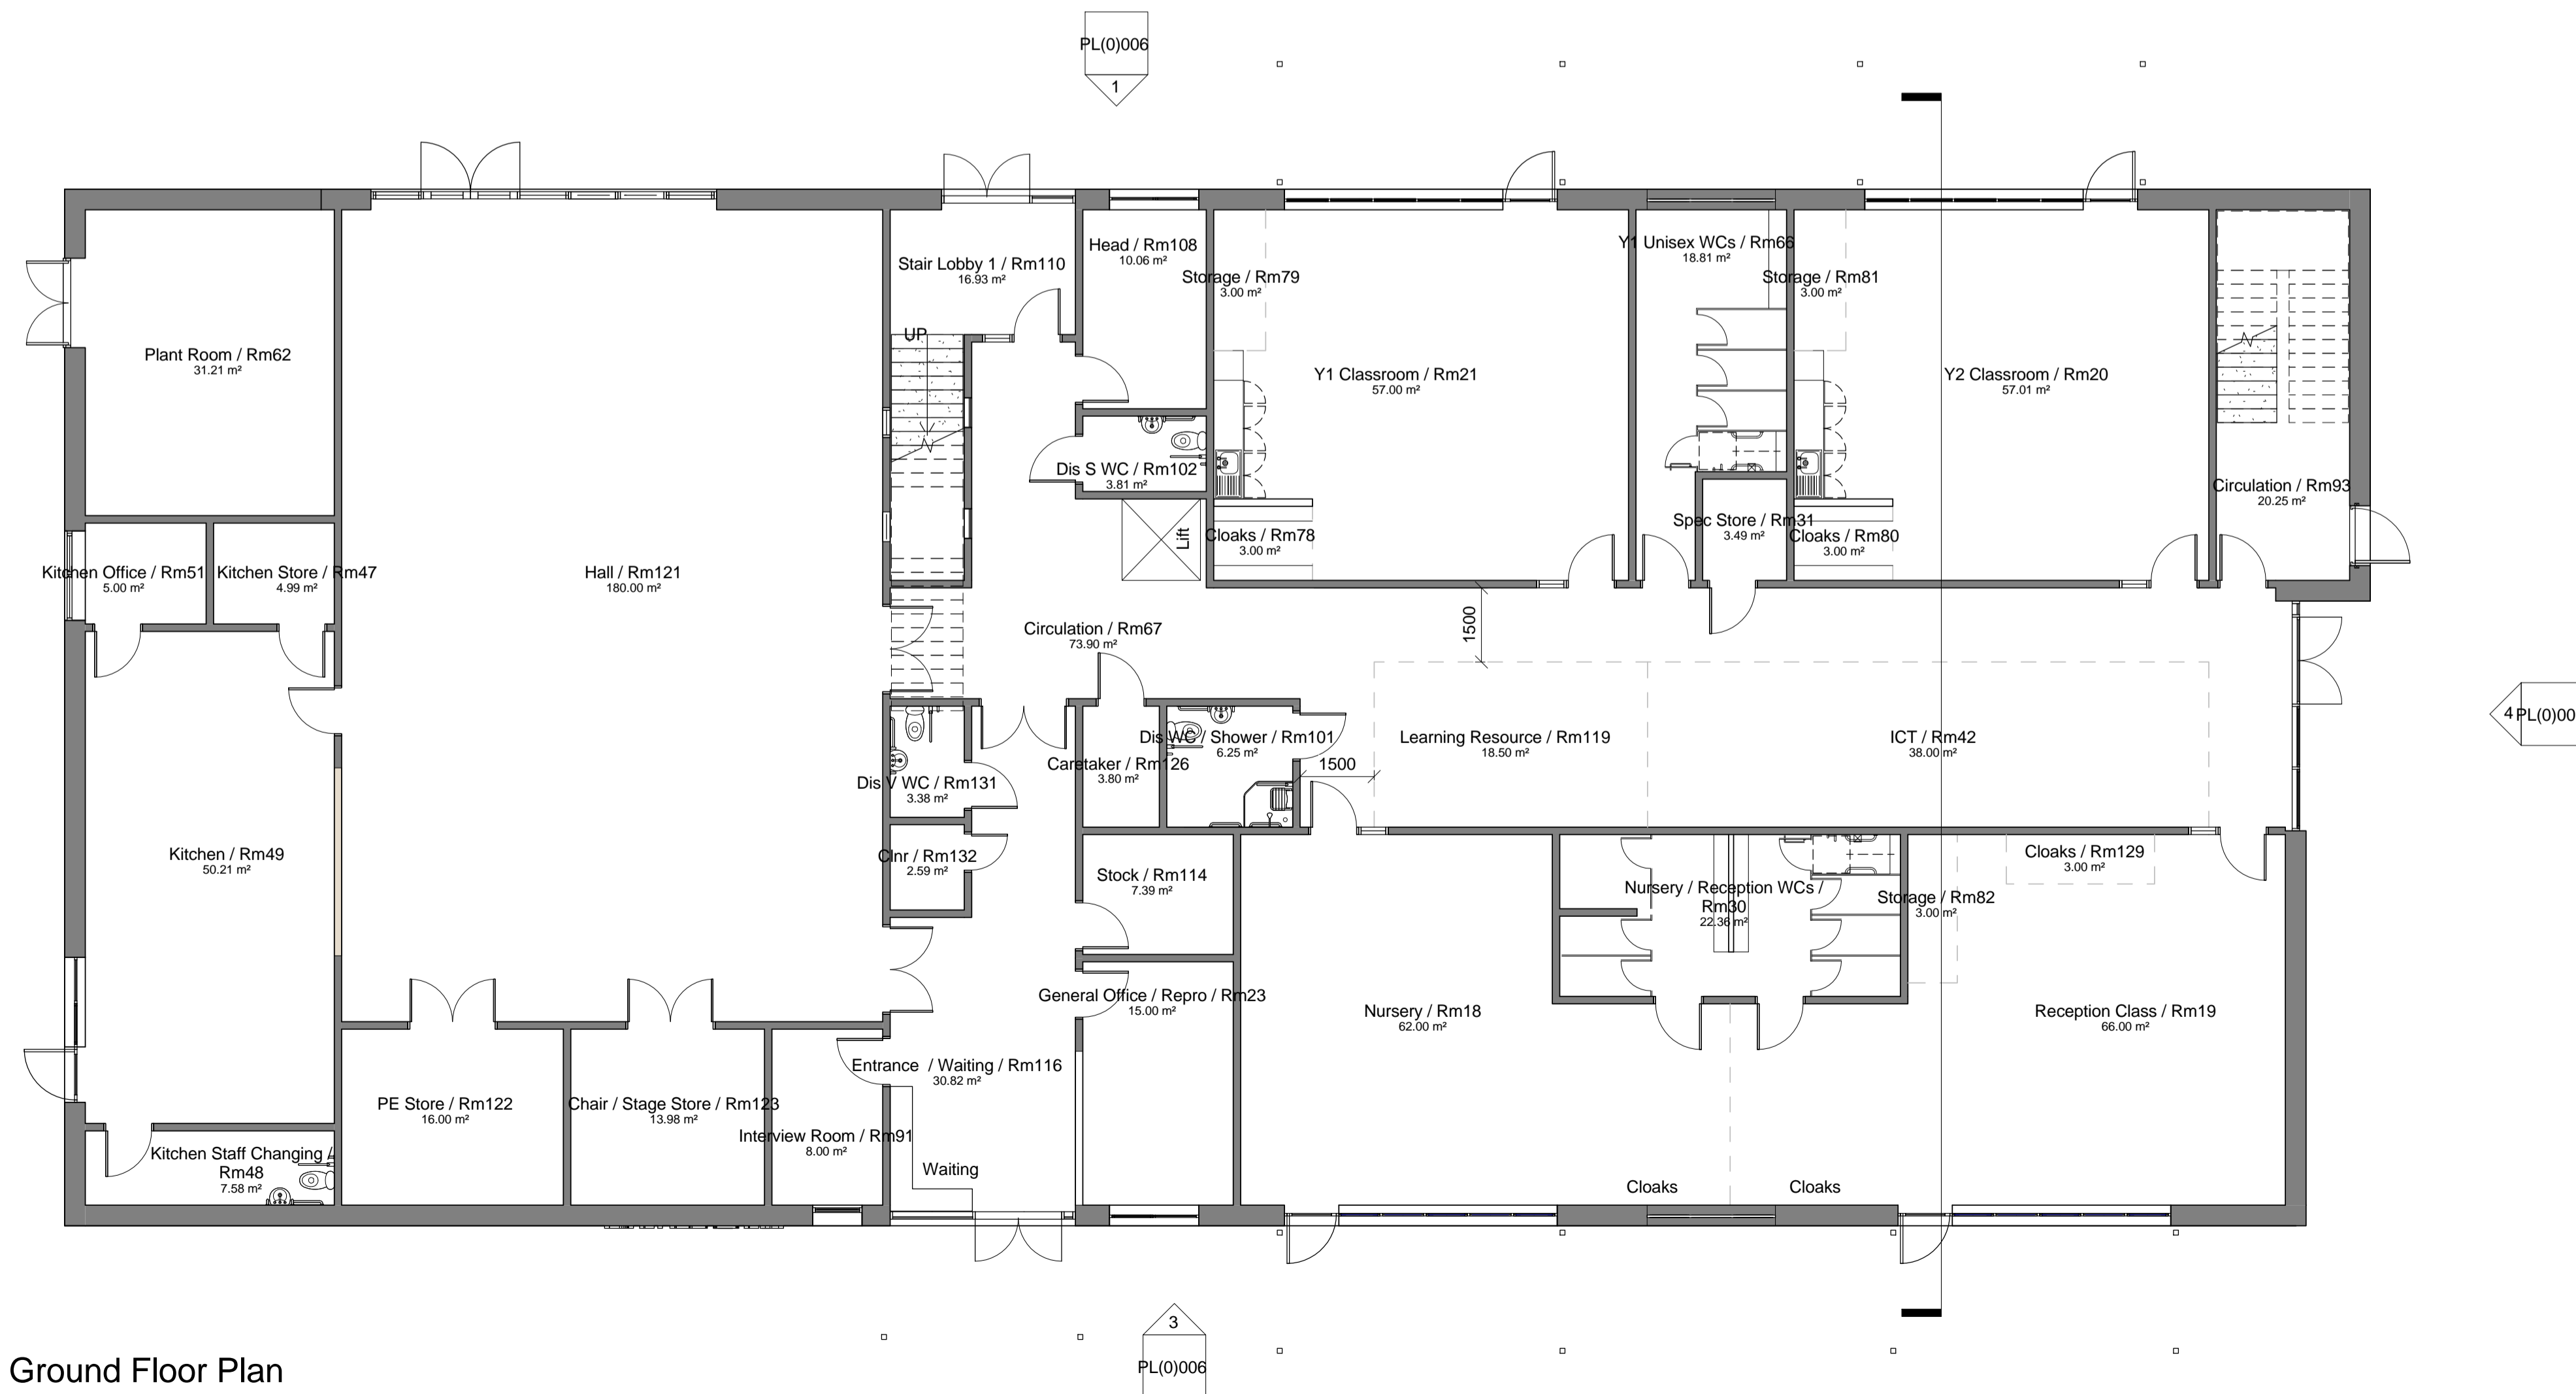 PL(0)006
1
Head / Rm108
10.06 m²
Y1 Unisex WCs / Rm66
18.81 m²
Stair Lobby 1 / Rm110
16.93 m²
Storage / Rm79
3.00 m²
Storage / Rm81
3.00 m²
UP
Plant Room / Rm62
31.21 m²
Y1 Classroom / Rm21
57.00 m²
Y2 Classroom / Rm20
57.01 m²
Dis S WC / Rm102
3.81 m²
Circulation / Rm93
20.25 m²
Spec Store / Rm31
3.49 m²
Lift
Cloaks / Rm78
3.00 m²
Cloaks / Rm80
3.00 m²
Kitchen Office / Rm51
5.00 m²
Kitchen Store / Rm47
4.99 m²
Hall / Rm121
180.00 m²
Circulation / Rm67
73.90 m²
1500
Dis WC / Shower / Rm101
6.25 m²
Learning Resource / Rm119
18.50 m²
ICT / Rm42
38.00 m²
4
PL(0)00
Caretaker / Rm126
3.80 m²
1500
Dis V WC / Rm131
3.38 m²
Kitchen / Rm49
50.21 m²
Clnr / Rm132
2.59 m²
Stock / Rm114
7.39 m²
Cloaks / Rm129
3.00 m²
Nursery / Reception WCs /
Rm30
22.36 m²
Storage / Rm82
3.00 m²
General Office / Repro / Rm23
15.00 m²
Nursery / Rm18
62.00 m²
Reception Class / Rm19
66.00 m²
Entrance / Waiting / Rm116
30.82 m²
PE Store / Rm122
16.00 m²
Chair / Stage Store / Rm123
13.98 m²
Interview Room / Rm91
8.00 m²
Kitchen Staff Changing /
Rm48
7.58 m²
Waiting
Cloaks
Cloaks
3
PL(0)006
Ground Floor Plan